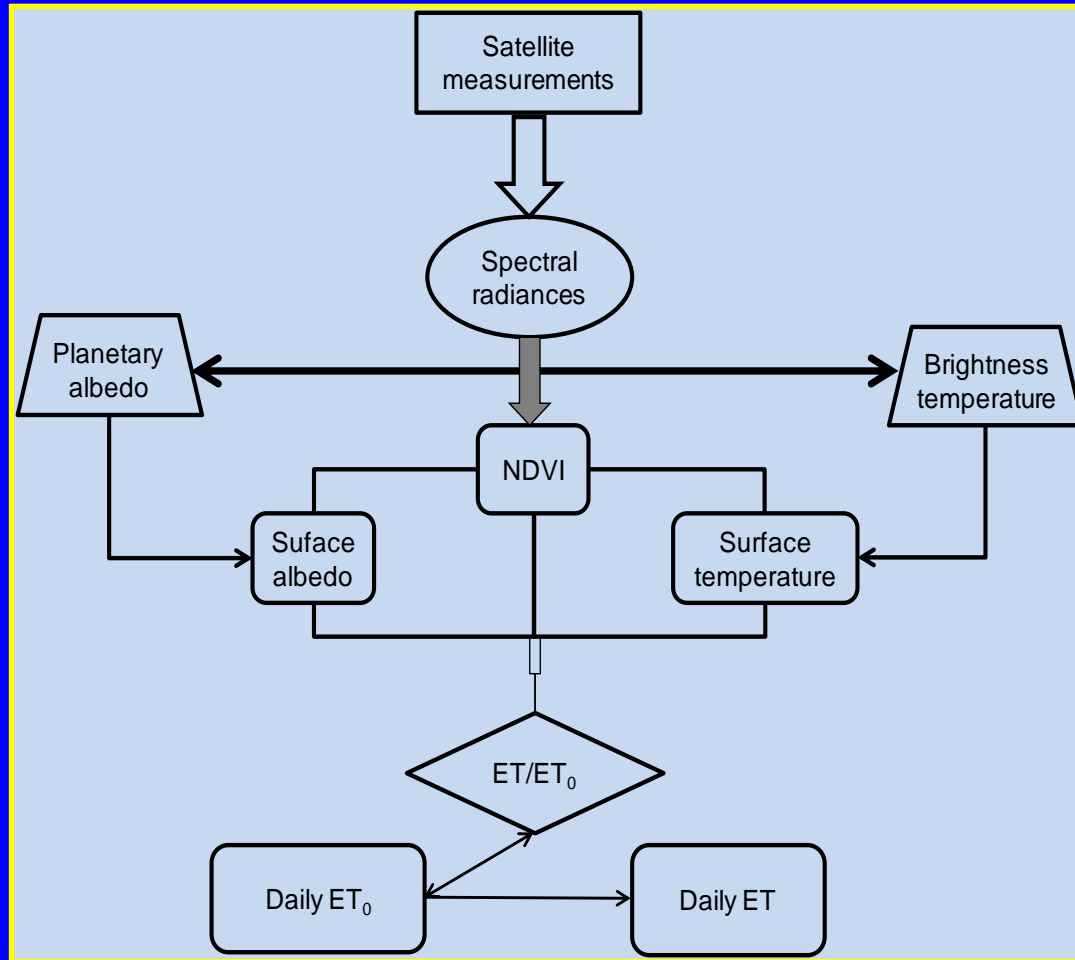 Satellite
measurements
Spectral
radiances
Planetary
albedo
Brightness
temperature
NDVI
Suface
albedo
Surface
temperature
ET/ET₀
Daily ET₀
Daily ET